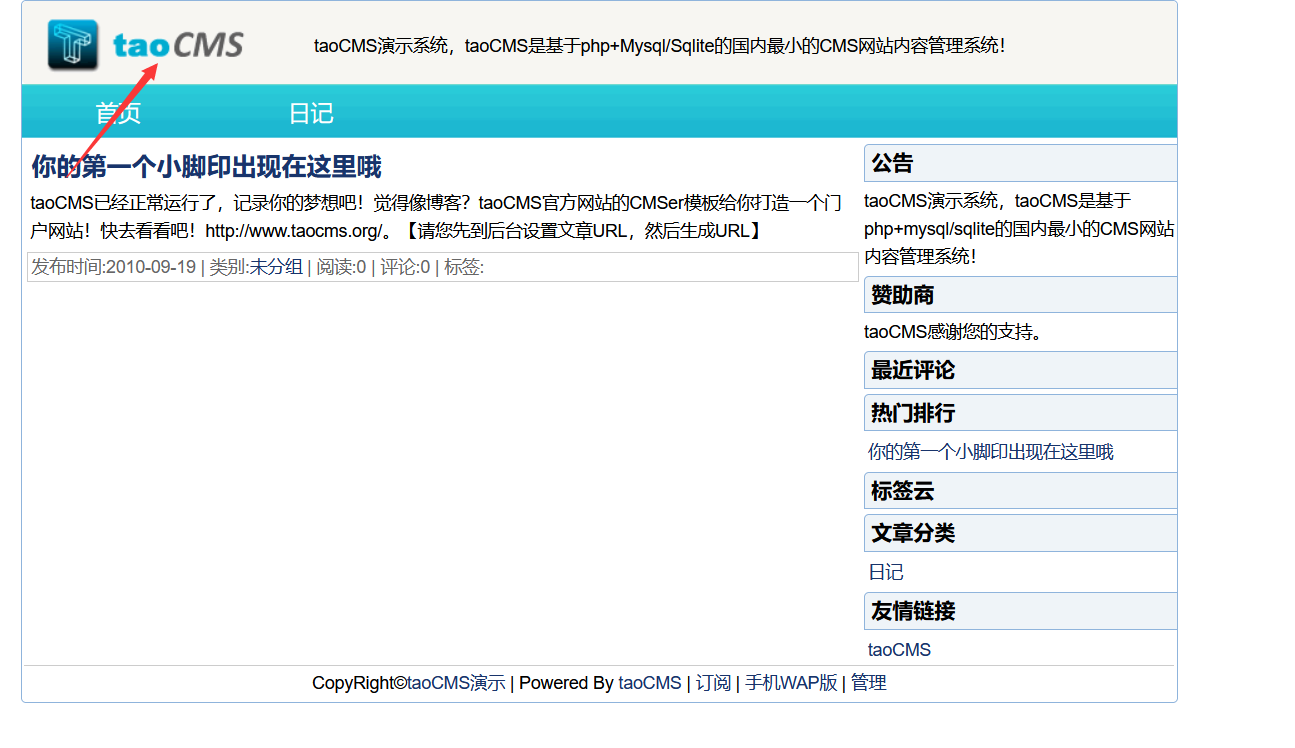 taoCMS
taoCMS演示系统，taoCMS是基于php+Mysql/Sqlite的国内最小的CMS网站内容管理系统！
首页
日记
你的第一个小脚印出现在这里哦
taoCMS已经正常运行了，记录你的梦想吧！觉得像博客？taoCMS官方网站的CMSer模板给你打造一个门
户网站！快去看看吧！http://www.taocms.org/。【请您先到后台设置文章URL，然后生成URL】
发布时间:2010-09-19 | 类别:未分组 | 阅读:0 | 评论:0 | 标签:
公告
taoCMS演示系统，taoCMS是基于
php+mysql/sqlite的国内最小的CMS网站
内容管理系统！
赞助商
taoCMS感谢您的支持。
最近评论
热门排行
你的第一个小脚印出现在这里哦
标签云
文章分类
日记
友情链接
taoCMS
CopyRight©taoCMS演示 | Powered By taoCMS | 订阅 | 手机WAP版 | 管理